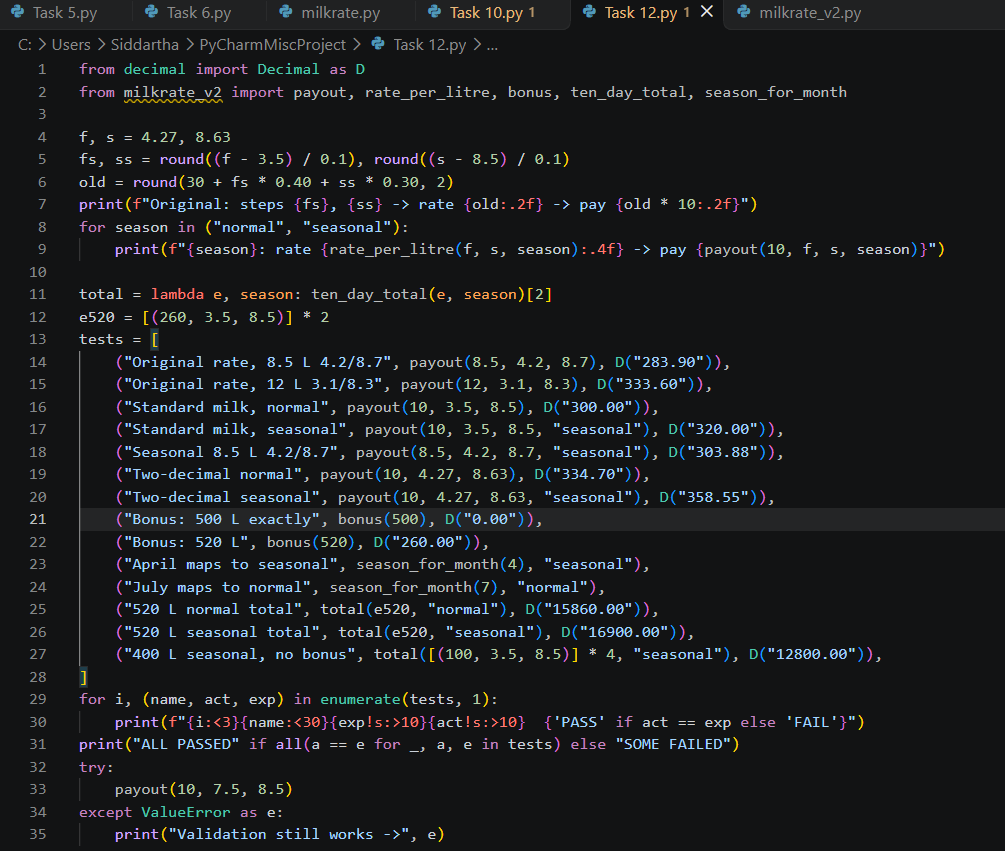 Task 5.py Task 6.py milkrate.py Task 10.py 1 Task 12.py 1 milkrate_v2.py
C: > Users > Siddartha > PyCharmMiscProject > Task 12.py > ...
1 from decimal import Decimal as D
2 from milkrate_v2 import payout, rate_per_litre, bonus, ten_day_total, season_for_month
3
4 f, s = 4.27, 8.63
5 fs, ss = round((f - 3.5) / 0.1), round((s - 8.5) / 0.1)
6 old = round(30 + fs * 0.40 + ss * 0.30, 2)
7 print(f"Original: steps {fs}, {ss} -> rate {old:.2f} -> pay {old * 10:.2f}")
8 for season in ("normal", "seasonal"):
9     print(f"{season}: rate {rate_per_litre(f, s, season):.4f} -> pay {payout(10, f, s, season)}")
10
11 total = lambda e, season: ten_day_total(e, season)[2]
12 e520 = [(260, 3.5, 8.5)] * 2
13 tests = [
14     ("Original rate, 8.5 L 4.2/8.7", payout(8.5, 4.2, 8.7), D("283.90")),
15     ("Original rate, 12 L 3.1/8.3", payout(12, 3.1, 8.3), D("333.60")),
16     ("Standard milk, normal", payout(10, 3.5, 8.5), D("300.00")),
17     ("Standard milk, seasonal", payout(10, 3.5, 8.5, "seasonal"), D("320.00")),
18     ("Seasonal 8.5 L 4.2/8.7", payout(8.5, 4.2, 8.7, "seasonal"), D("303.88")),
19     ("Two-decimal normal", payout(10, 4.27, 8.63), D("334.70")),
20     ("Two-decimal seasonal", payout(10, 4.27, 8.63, "seasonal"), D("358.55")),
21     ("Bonus: 500 L exactly", bonus(500), D("0.00")),
22     ("Bonus: 520 L", bonus(520), D("260.00")),
23     ("April maps to seasonal", season_for_month(4), "seasonal"),
24     ("July maps to normal", season_for_month(7), "normal"),
25     ("520 L normal total", total(e520, "normal"), D("15860.00")),
26     ("520 L seasonal total", total(e520, "seasonal"), D("16900.00")),
27     ("400 L seasonal, no bonus", total([(100, 3.5, 8.5)] * 4, "seasonal"), D("12800.00")),
28 ]
29 for i, (name, act, exp) in enumerate(tests, 1):
30     print(f"{i:<3}{name:<30}{exp!s:>10}{act!s:>10}  {'PASS' if act == exp else 'FAIL'}")
31 print("ALL PASSED" if all(a == e for _, a, e in tests) else "SOME FAILED")
32 try:
33     payout(10, 7.5, 8.5)
34 except ValueError as e:
35     print("Validation still works ->", e)